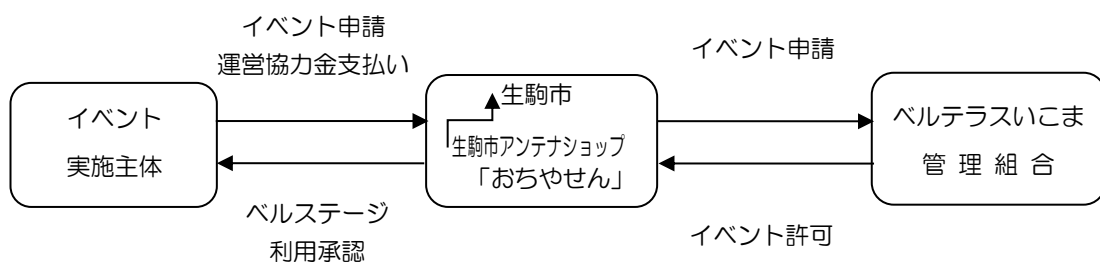 イベント申請
運営協力金支払い
イベント申請
イベント
実施主体
生駒市
生駒市アンテナショップ
「おちやせん」
ベルテラスいこま
管理組合
ベルステージ
利用承認
イベント許可